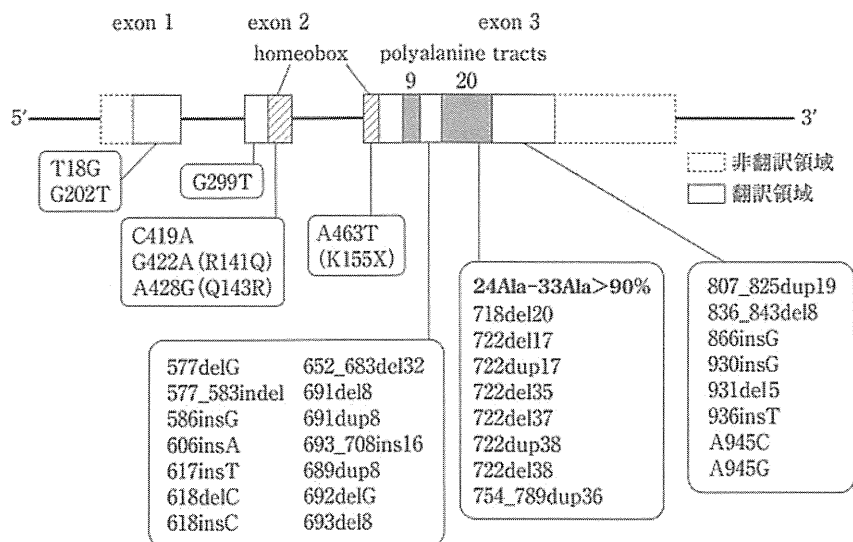 exon 1
exon 2
exon 3
homeobox
polyalanine tracts
9
20
5′
3′
非翻訳領域
翻訳領域
T18G
G202T
G299T
C419A
G422A(R141Q)
A428G(Q143R)
A463T
(K155X)
577delG
577_583indel
586insG
606insA
617insT
618delC
618insC
652_683del32
691del8
691dup8
693_708ins16
689dup8
692delG
693del8
24Ala-33Ala>90%
718del20
722del17
722dup17
722del35
722del37
722dup38
722del38
754_789dup36
807_825dup19
836_843del8
866insG
930insG
931del5
936insT
A945C
A945G